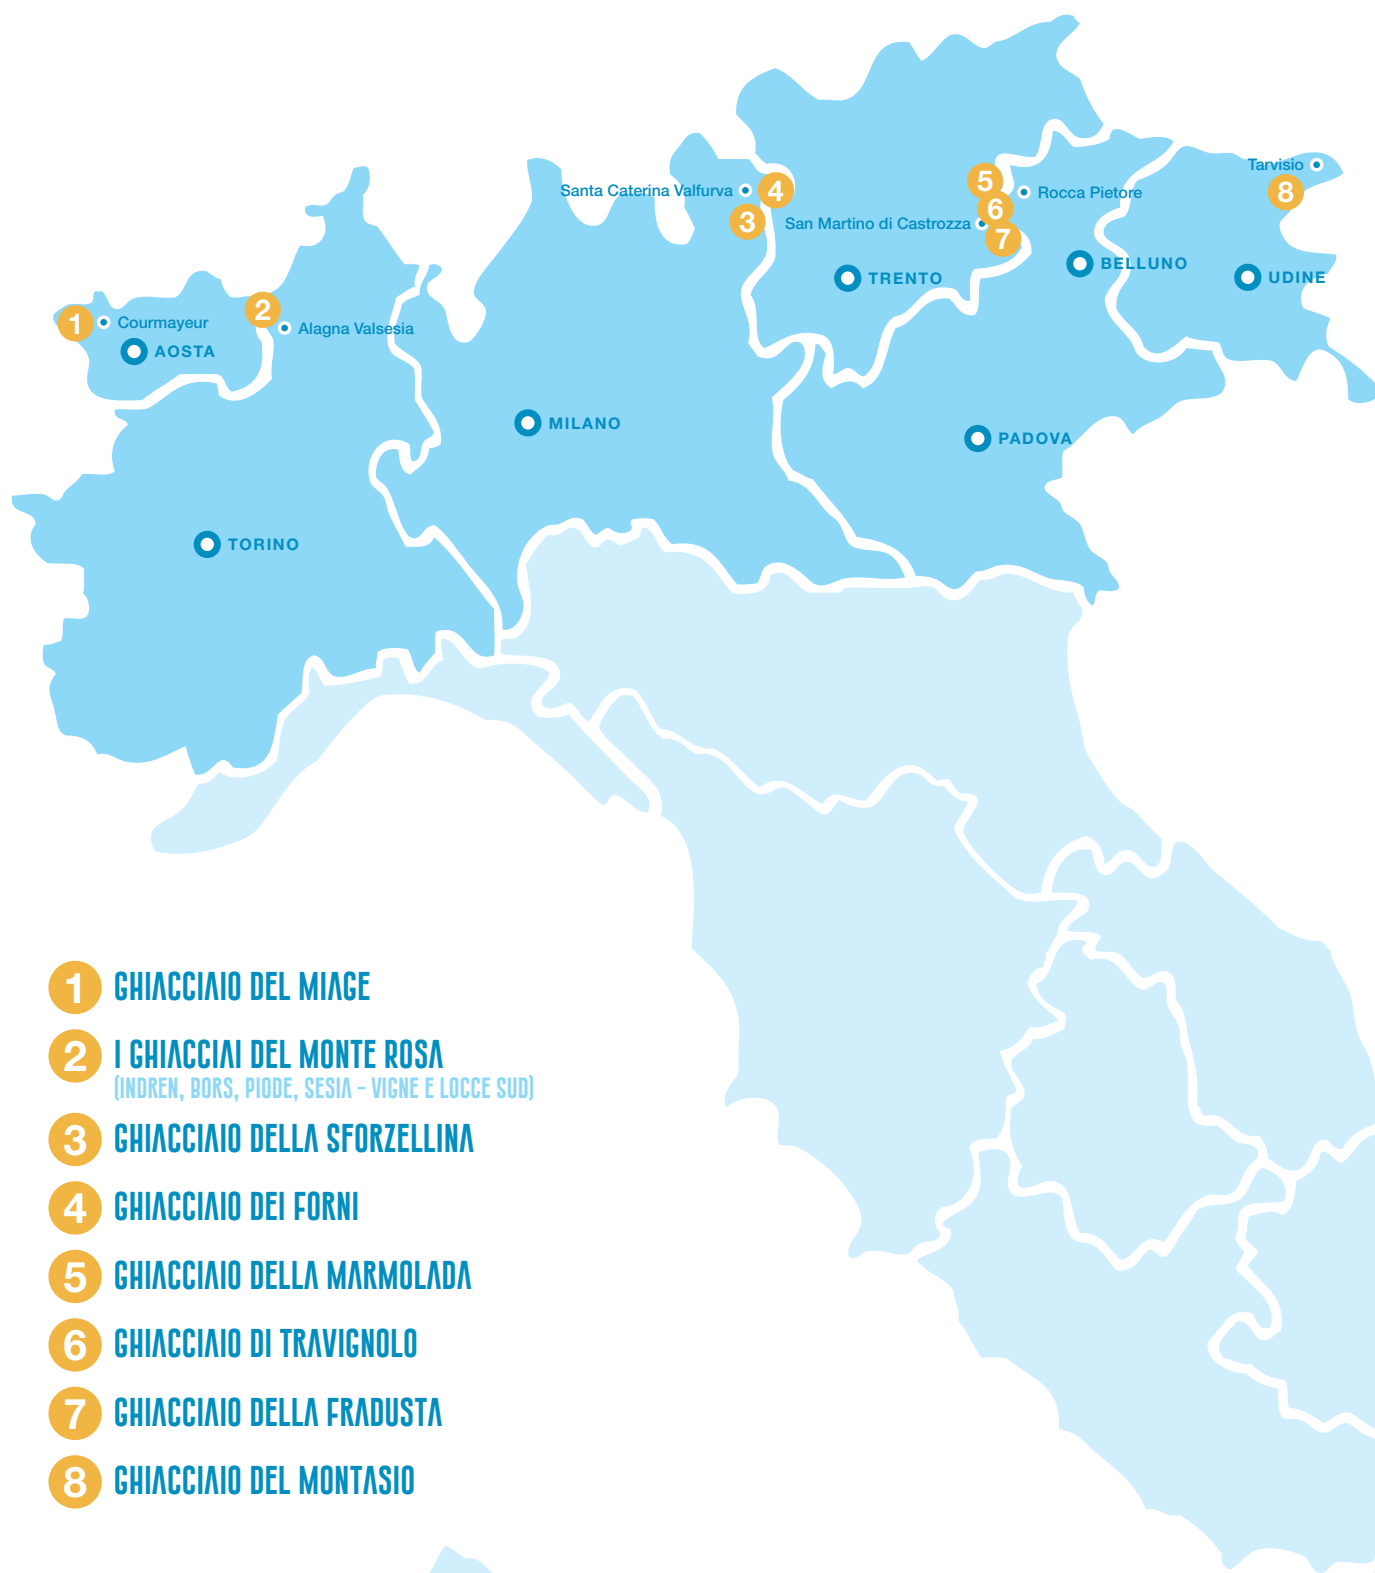 Tarvisio
8
5
Santa Caterina Valfurva
4
Rocca Pietore
6
3
San Martino di Castrozza
7
BELLUNO
TRENTO
UDINE
2
1
Courmayeur
Alagna Valsesia
AOSTA
MILANO
PADOVA
TORINO
1 GHIACCIAIO DEL MIAGE
2 I GHIACCIAI DEL MONTE ROSA
(INDREN, BORS, PIODE, SESIA - VIGNE E LOCCE SUD)
3 GHIACCIAIO DELLA SFORZELLINA
4 GHIACCIAIO DEI FORNI
5 GHIACCIAIO DELLA MARMOLADA
6 GHIACCIAIO DI TRAVIGNOLO
7 GHIACCIAIO DELLA FRADUSTA
8 GHIACCIAIO DEL MONTASIO